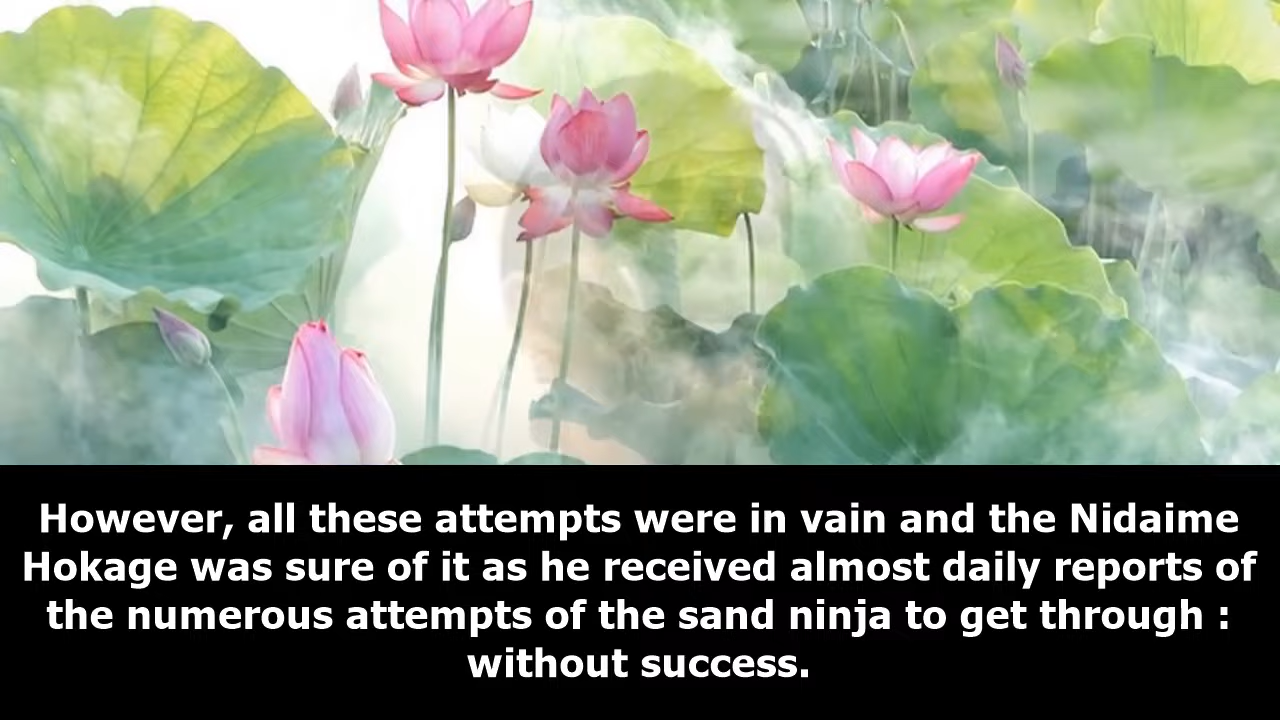 However, all these attempts were in vain and the Nidaime
Hokage was sure of it as he received almost daily reports of
the numerous attempts of the sand ninja to get through :
without success.